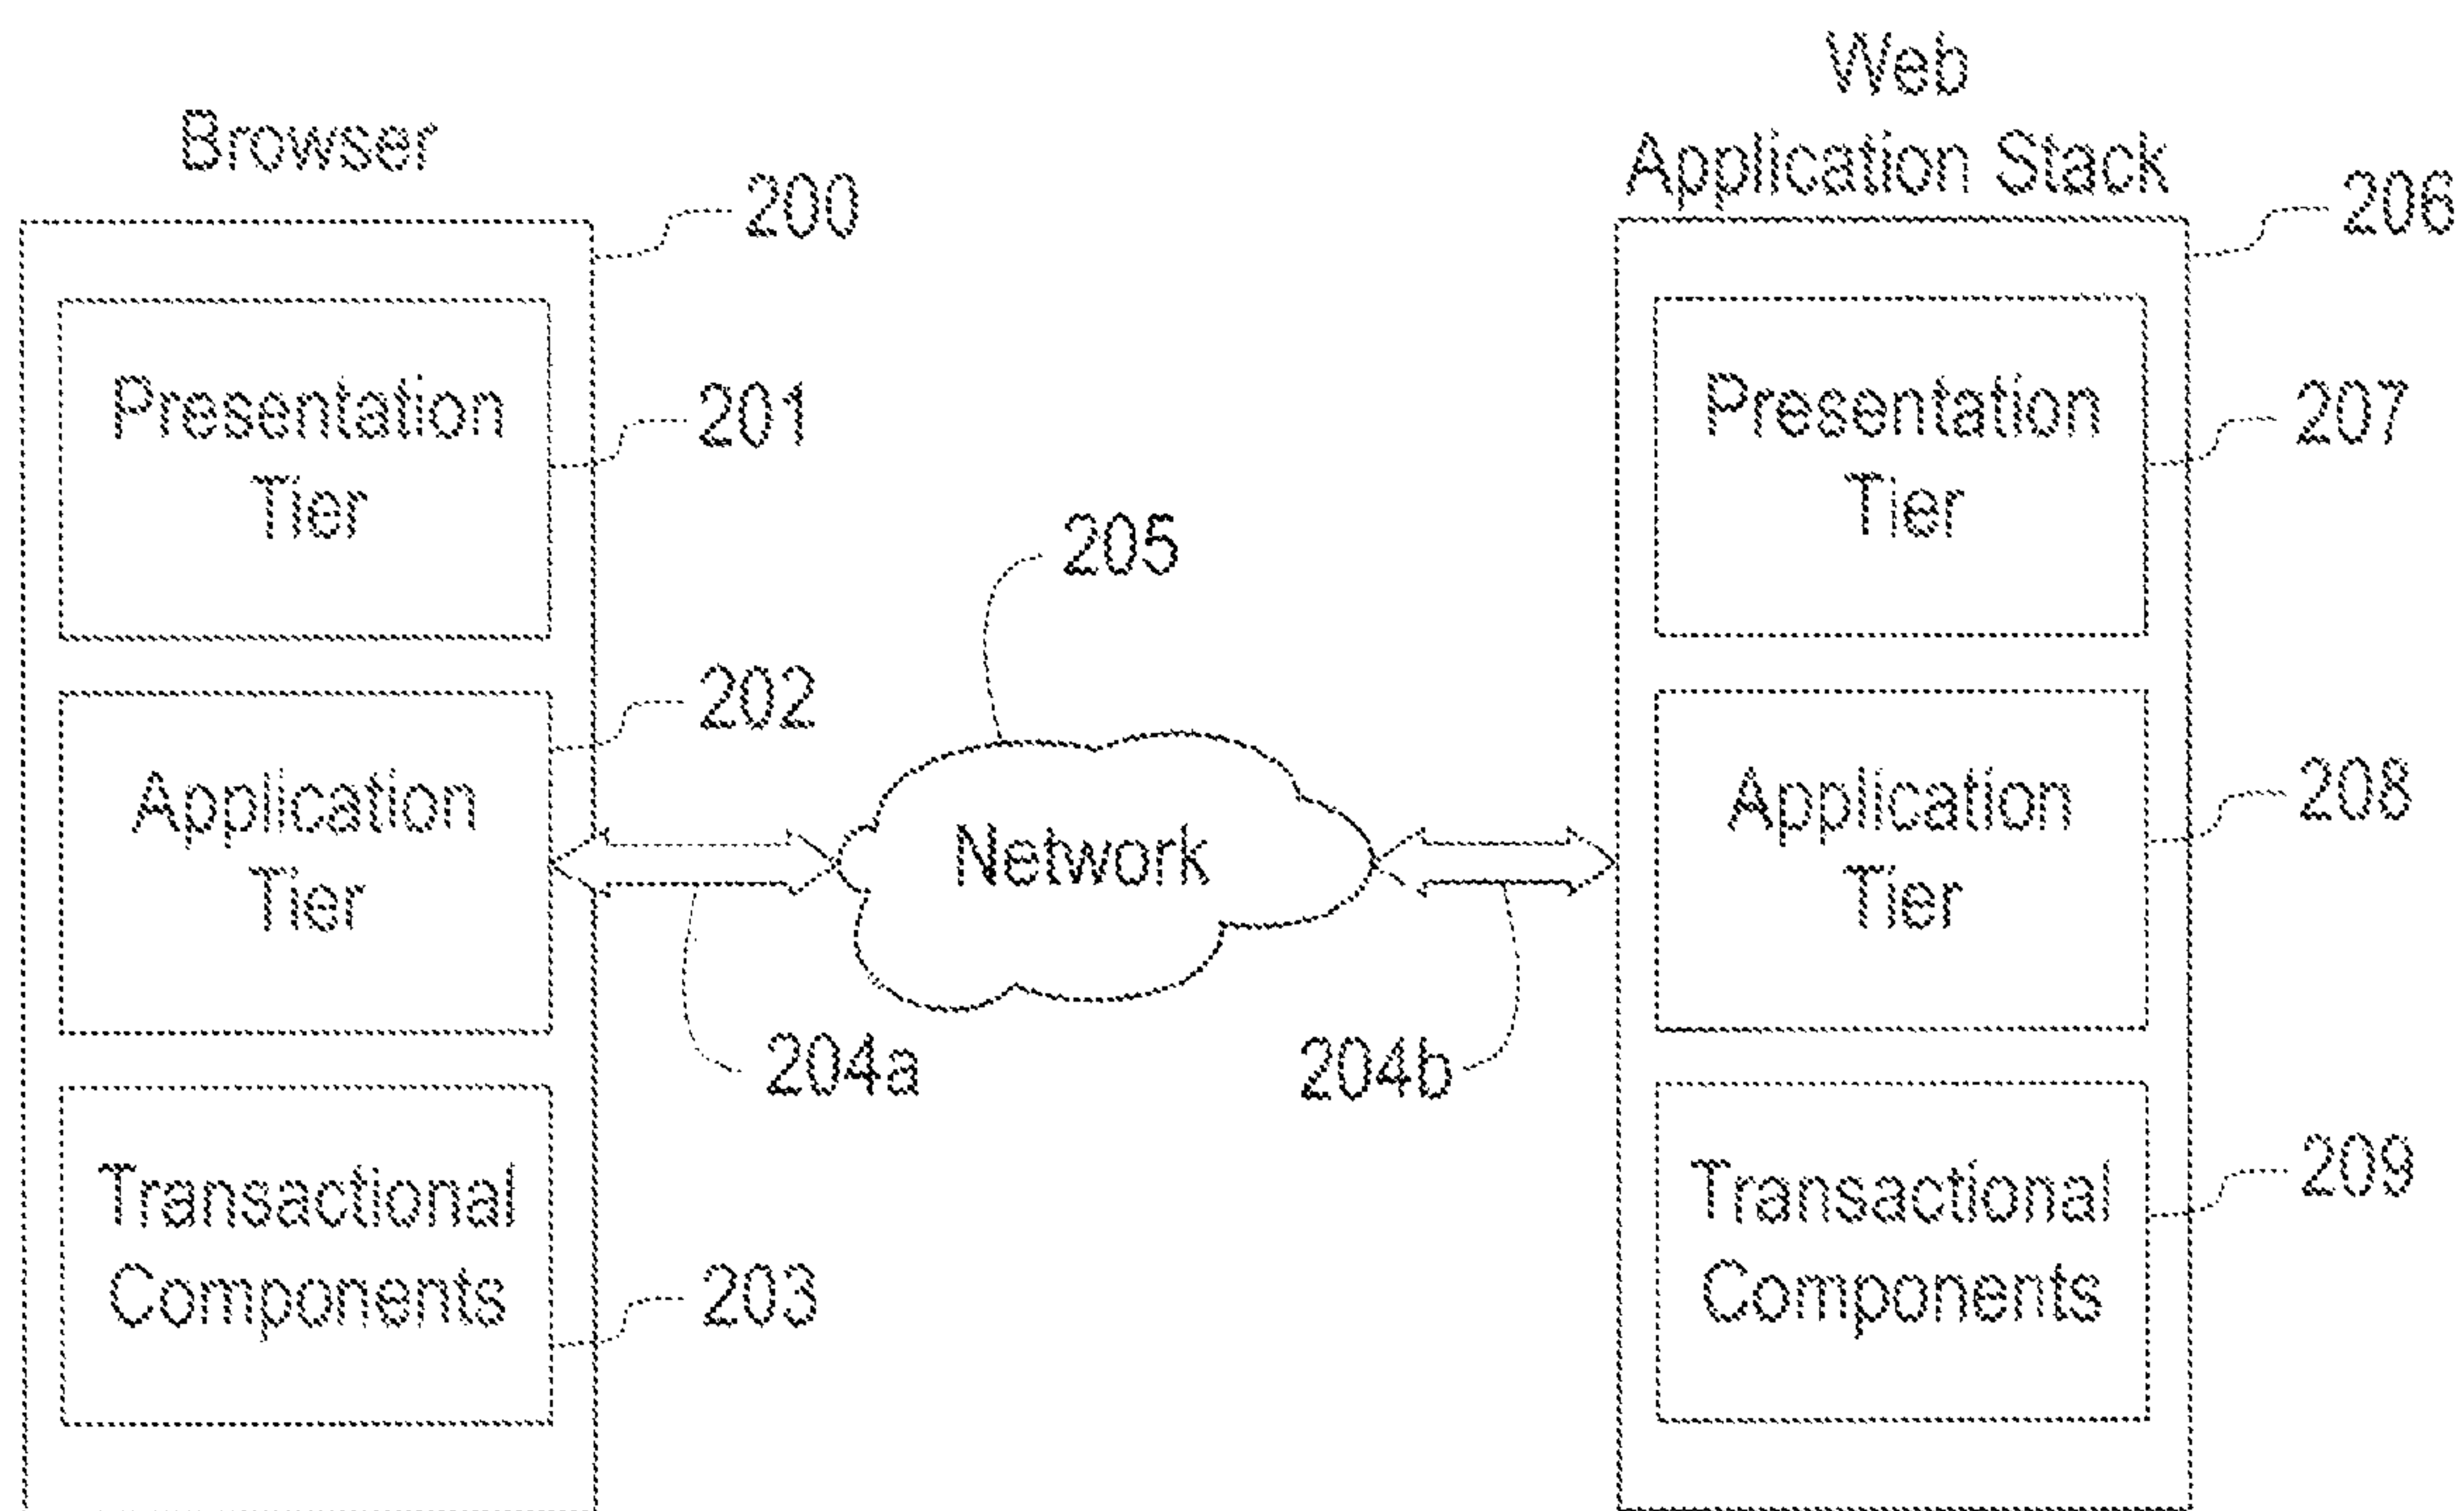 Browser
200
Presentation
Tier
201
Application
Tier
202
Transactional
Components
203
204a
Network
205
204b
Web
Application Stack
206
Presentation
Tier
207
Application
Tier
208
Transactional
Components
209